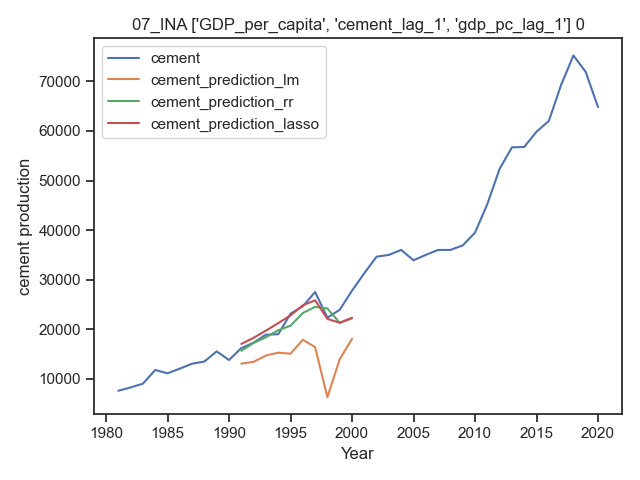 07_INA ['GDP_per_capita', 'cement_lag_1', 'gdp_pc_lag_1'] 0
cement
cement_prediction_lm
cement_prediction_rr
cement_prediction_lasso
70000
60000
50000
40000
30000
20000
10000
cement production
1980 1985 1990 1995 2000 2005 2010 2015 2020
Year